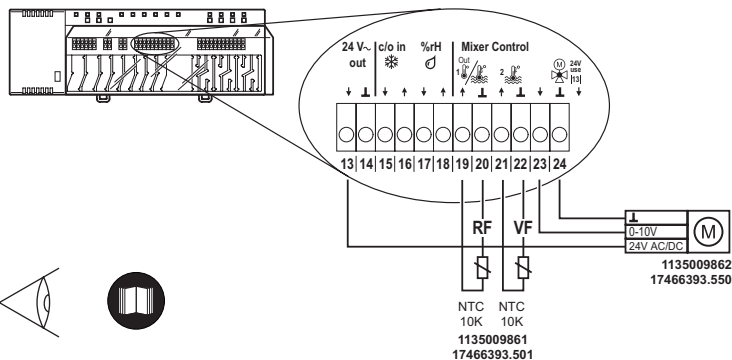 24 V~ c/o in %rH Mixer Control
out
Out
1 2
M 24V
use
|13|
13 14 15 16 17 18 19 20 21 22 23 24
RF VF
0-10V
24V AC/DC
M
1135009862
17466393.550
NTC NTC
10K 10K
1135009861
17466393.501